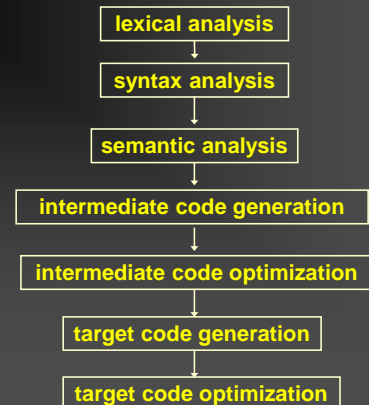 lexical analysis
syntax analysis
semantic analysis
intermediate code generation
intermediate code optimization
target code generation
target code optimization